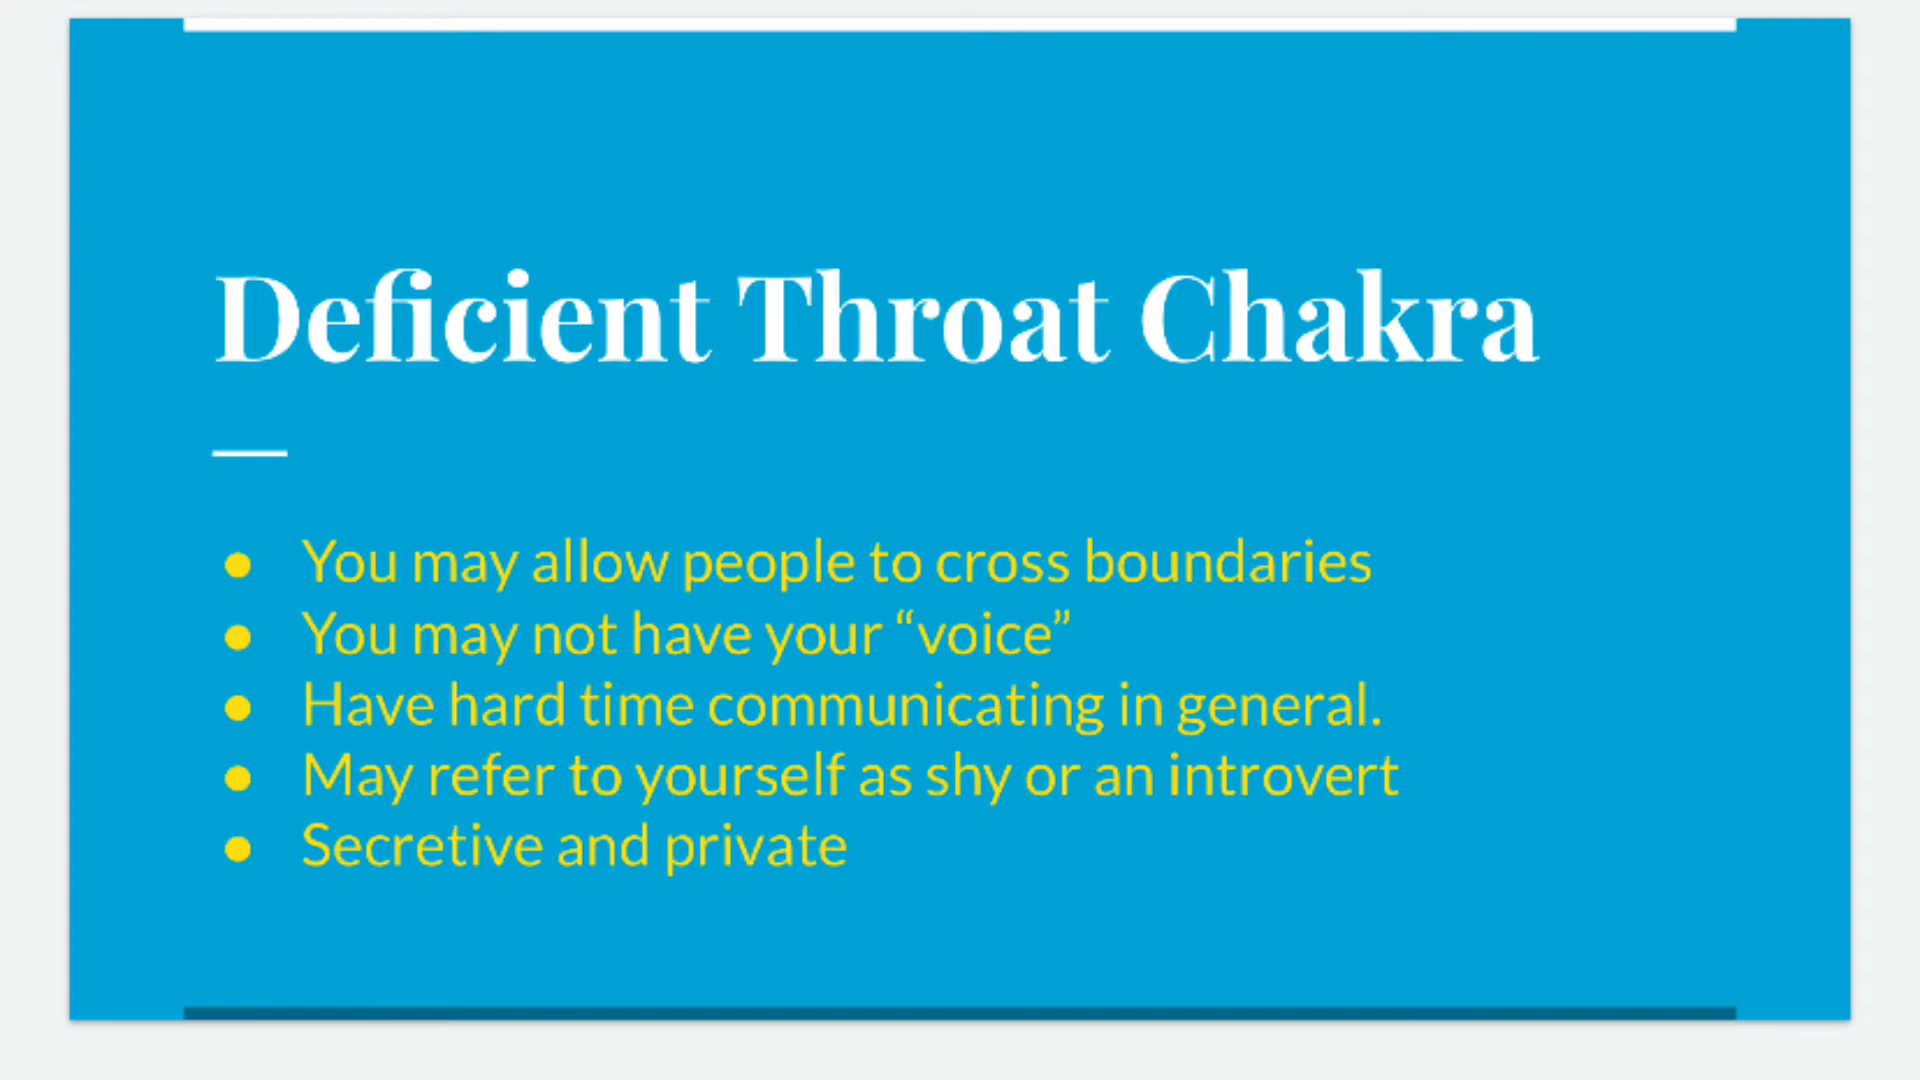 Deficient Throat Chakra
● You may allow people to cross boundaries
● You may not have your “voice”
● Have hard time communicating in general.
● May refer to yourself as shy or an introvert
● Secretive and private